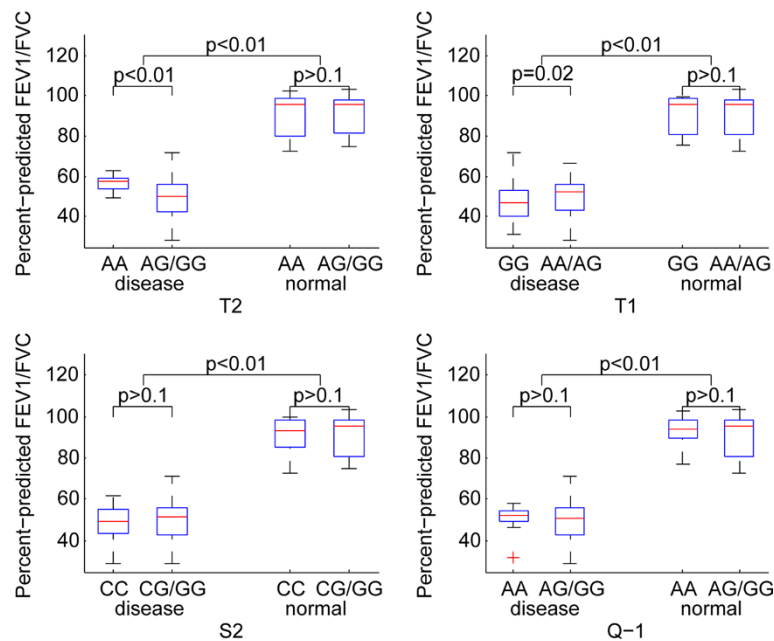 Percent-predicted FEV1/FVC
120
100
80
60
40
p<0.01
p<0.01
p>0.1
AA AG/GG AA AG/GG
disease normal
T2
Percent-predicted FEV1/FVC
120
100
80
60
40
p<0.01
p=0.02
p>0.1
GG AA/AG GG AA/AG
disease normal
T1
Percent-predicted FEV1/FVC
120
100
80
60
40
p<0.01
p>0.1
p>0.1
CC CG/GG CC CG/GG
disease normal
S2
Percent-predicted FEV1/FVC
120
100
80
60
40
p<0.01
p>0.1
p>0.1
AA AG/GG AA AG/GG
disease normal
Q-1